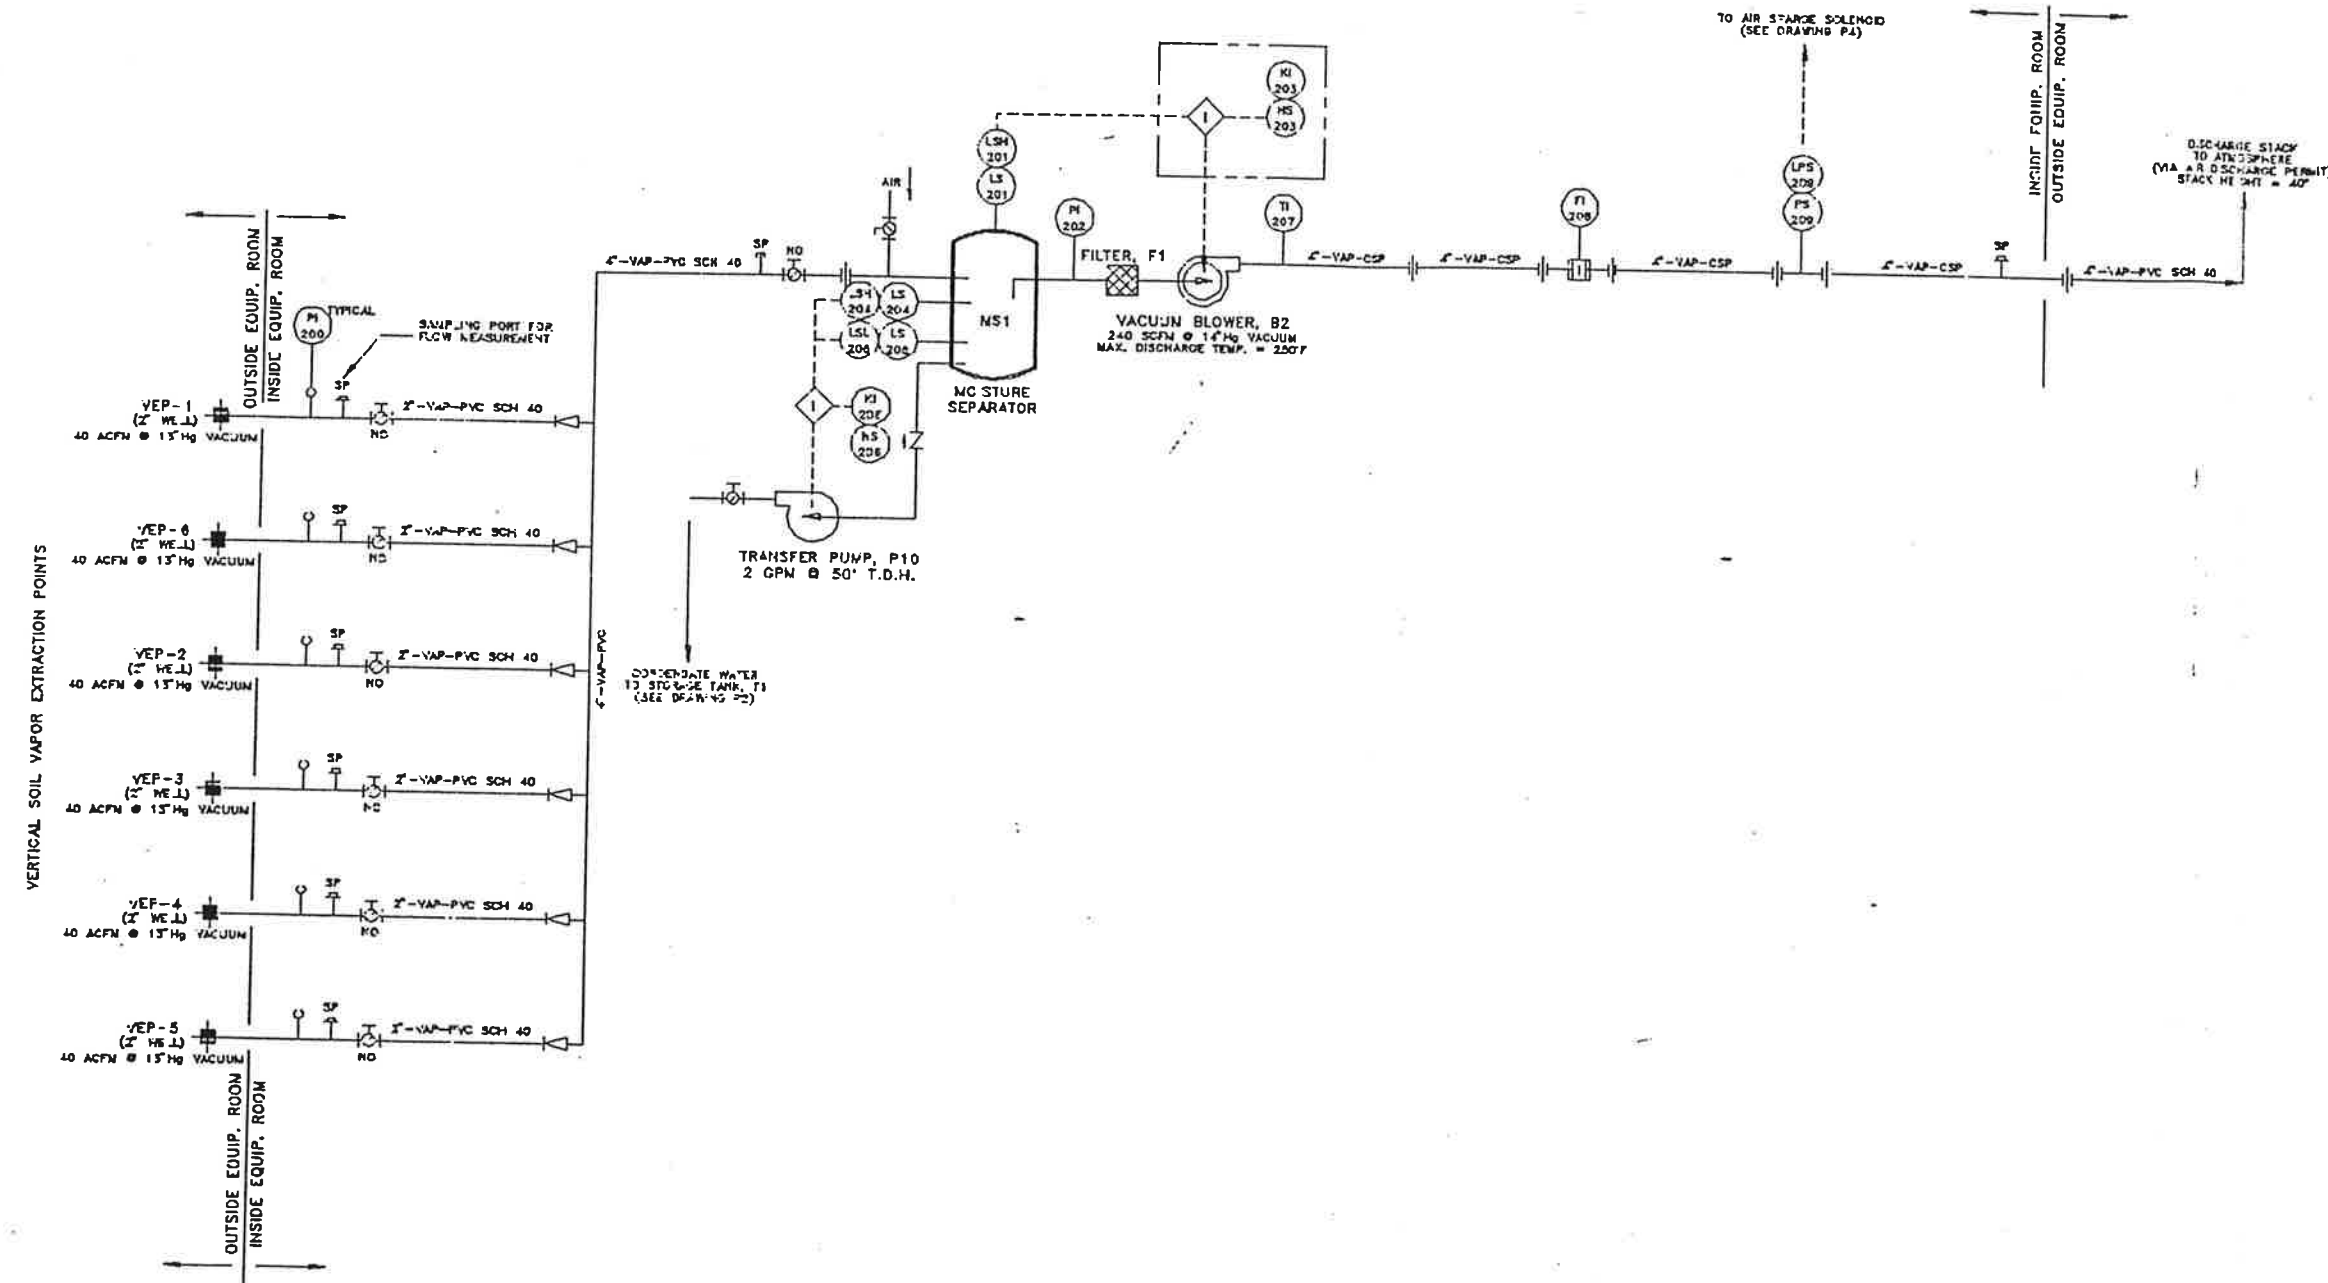 TO AIR SPARGE SOLENOID
(SEE DRAWING P4)
INSIDE EQUIP. ROOM
OUTSIDE EQUIP. ROOM
DISCHARGE STACK
TO ATMOSPHERE
(VIA AIR DISCHARGE PERMIT)
STACK HEIGHT = 40"
KI
203
HS
203
I
LSH
201
LS
201
AIR
PI
202
TI
207
FI
208
LPS
209
PS
209
OUTSIDE EQUIP. ROOM
INSIDE EQUIP. ROOM
4"-VAP-PVC SCH 40
SP
NO
FILTER, F1
4"-VAP-CSP
4"-VAP-CSP
4"-VAP-CSP
4"-VAP-CSP
SP
4"-VAP-PVC SCH 40
LSH
204
LS
204
LSL
205
LS
205
MS1
MOISTURE
SEPARATOR
VACUUM BLOWER, B2
240 SCFM @ 14"Hg VACUUM
MAX. DISCHARGE TEMP. = 250°F
PI
200
TYPICAL
SAMPLING PORT FOR
FLOW MEASUREMENT
I
KI
206
HS
206
TRANSFER PUMP, P10
2 GPM @ 50' T.D.H.
CONDENSATE WATER
TO STORAGE TANK, T1
(SEE DRAWING P2)
4"-VAP-PVC
VERTICAL SOIL VAPOR EXTRACTION POINTS
VEP-1
(2" WELL)
40 ACFM @ 13"Hg VACUUM
SP
NO
2"-VAP-PVC SCH 40
VEP-6
(2" WELL)
40 ACFM @ 13"Hg VACUUM
SP
NO
2"-VAP-PVC SCH 40
VEP-2
(2" WELL)
40 ACFM @ 13"Hg VACUUM
SP
NO
2"-VAP-PVC SCH 40
VEP-3
(2" WELL)
40 ACFM @ 13"Hg VACUUM
SP
NO
2"-VAP-PVC SCH 40
VEP-4
(2" WELL)
40 ACFM @ 13"Hg VACUUM
SP
NO
2"-VAP-PVC SCH 40
VEP-5
(2" WELL)
40 ACFM @ 13"Hg VACUUM
SP
NO
2"-VAP-PVC SCH 40
OUTSIDE EQUIP. ROOM
INSIDE EQUIP. ROOM